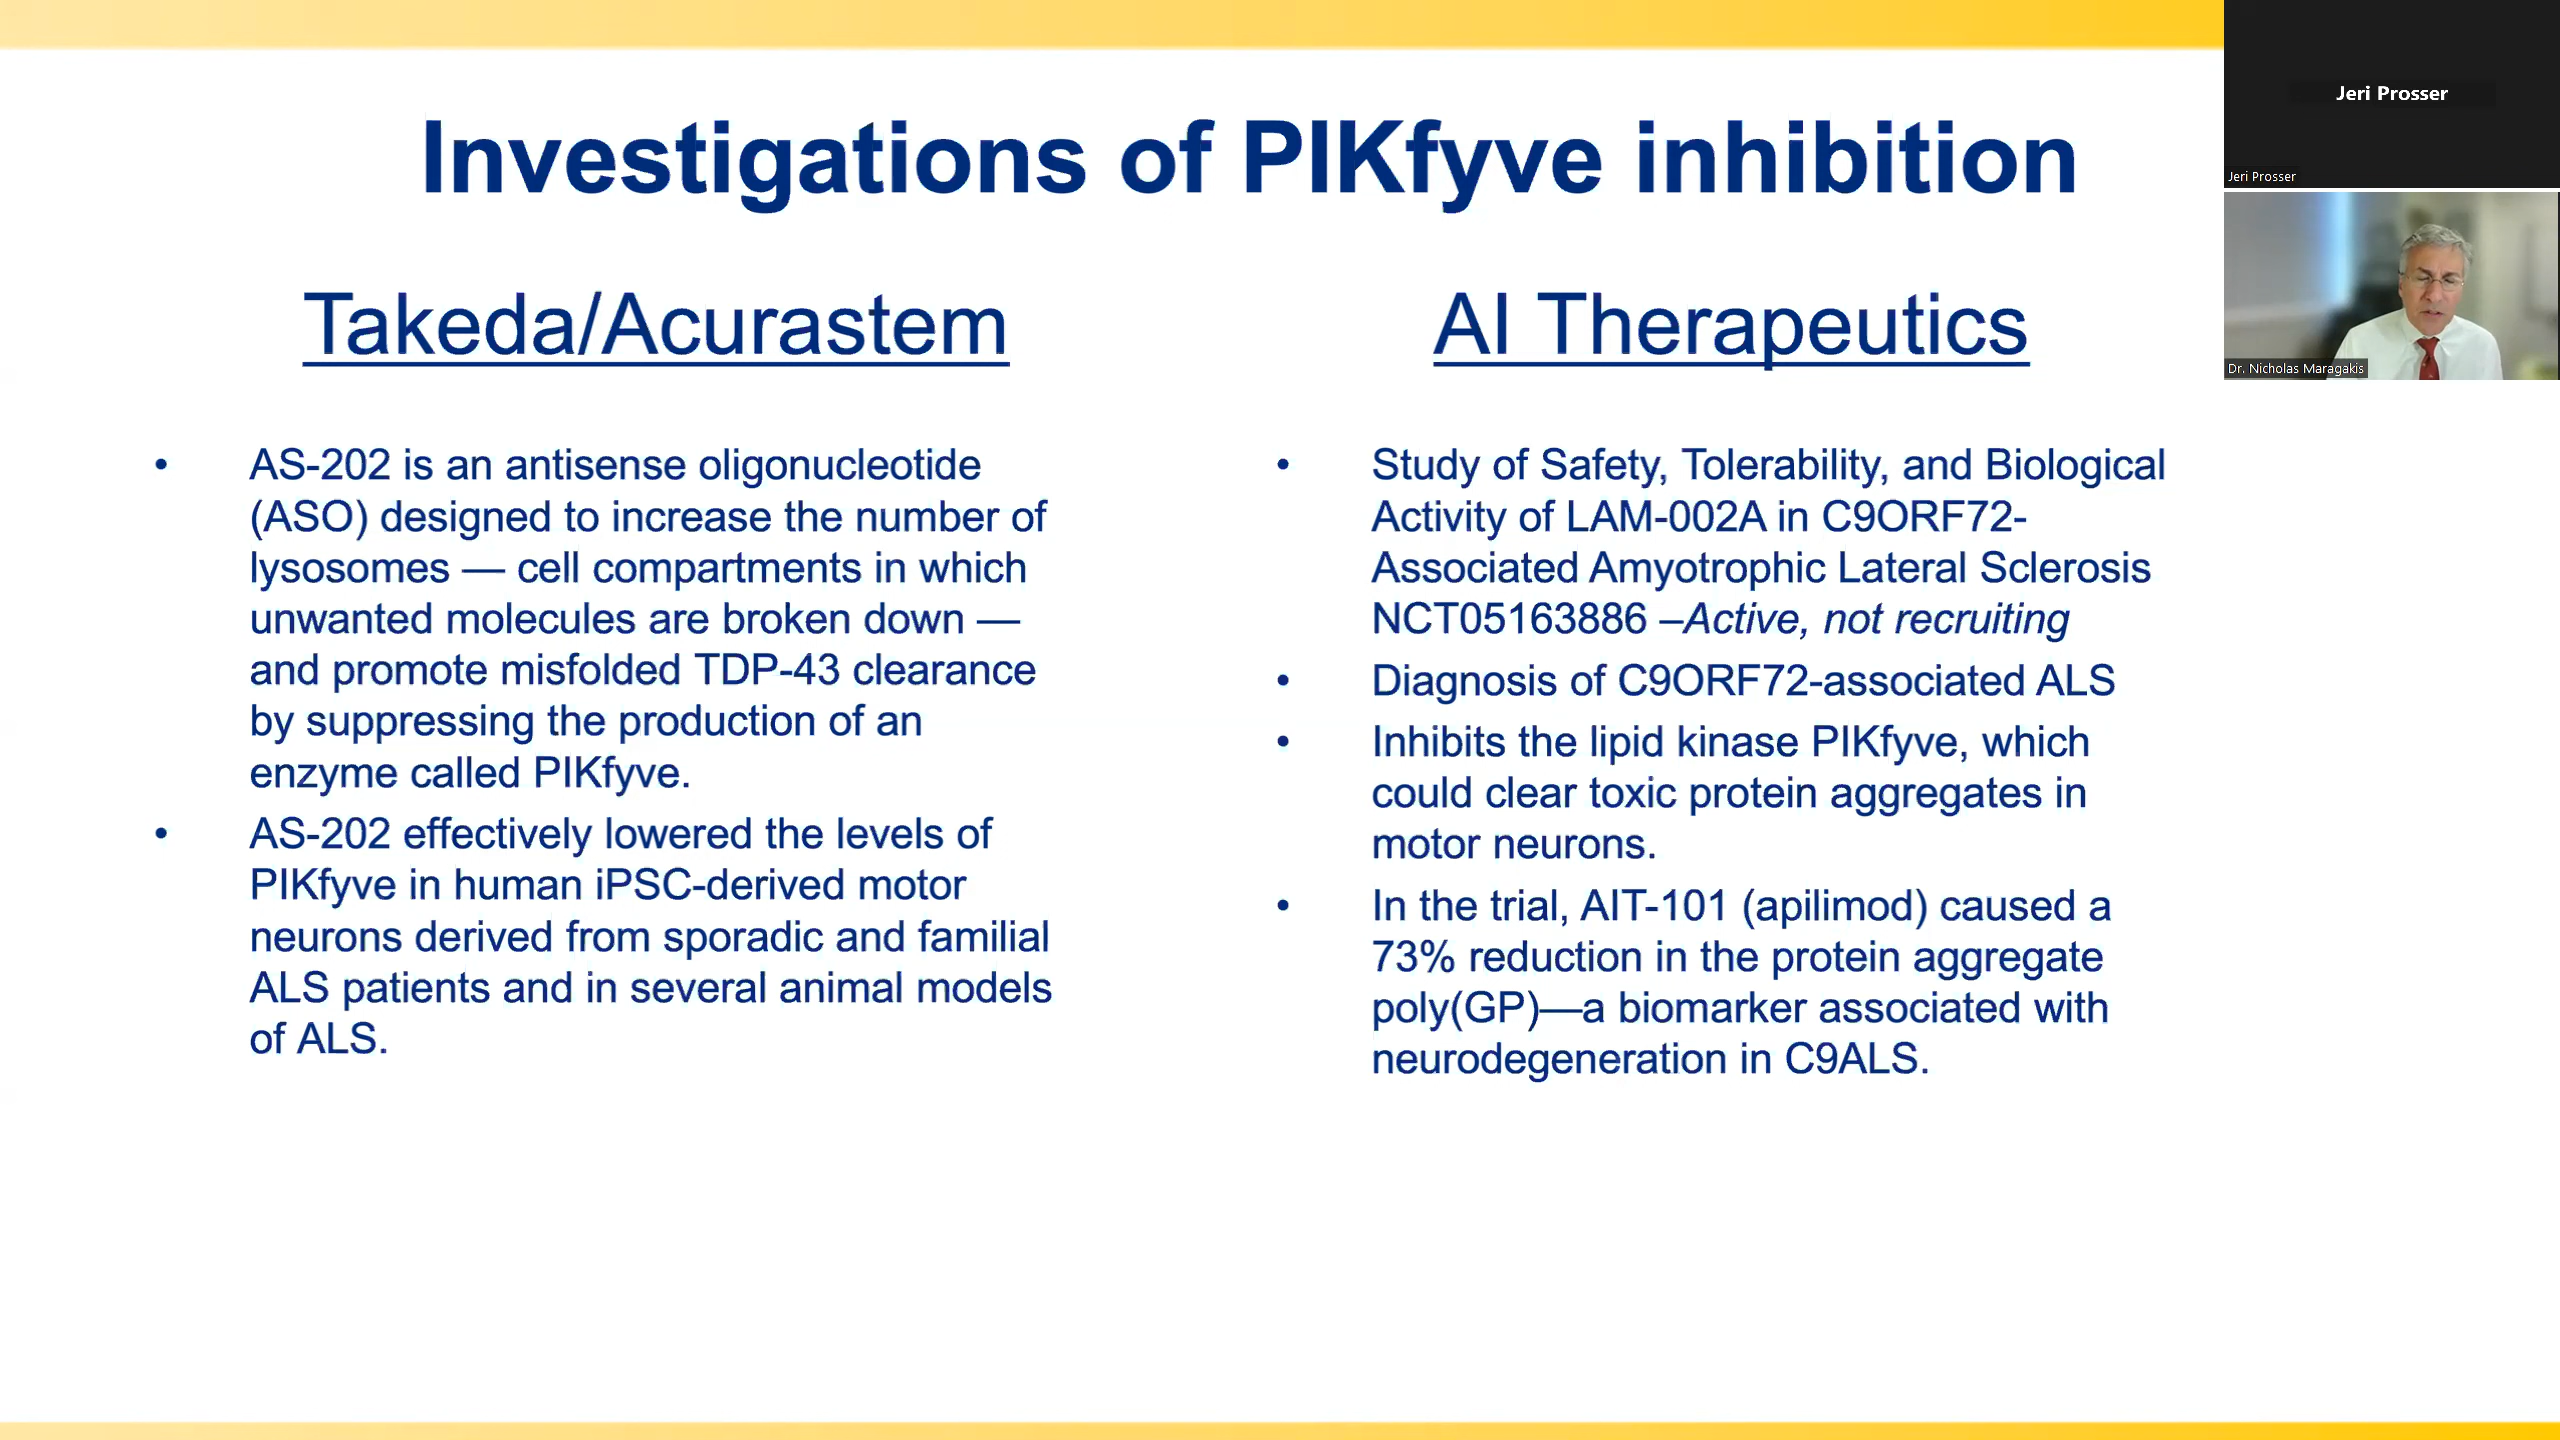 Investigations of PIKfyve inhibition
Takeda/Acurastem
• AS-202 is an antisense oligonucleotide
(ASO) designed to increase the number of
lysosomes — cell compartments in which
unwanted molecules are broken down —
and promote misfolded TDP-43 clearance
by suppressing the production of an
enzyme called PIKfyve.
• AS-202 effectively lowered the levels of
PIKfyve in human iPSC-derived motor
neurons derived from sporadic and familial
ALS patients and in several animal models
of ALS.
AI Therapeutics
• Study of Safety, Tolerability, and Biological
Activity of LAM-002A in C9ORF72-
Associated Amyotrophic Lateral Sclerosis
NCT05163886 –Active, not recruiting
• Diagnosis of C9ORF72-associated ALS
• Inhibits the lipid kinase PIKfyve, which
could clear toxic protein aggregates in
motor neurons.
• In the trial, AIT-101 (apilimod) caused a
73% reduction in the protein aggregate
poly(GP)—a biomarker associated with
neurodegeneration in C9ALS.
Jeri Prosser
Jeri Prosser
Dr. Nicholas Maragakis